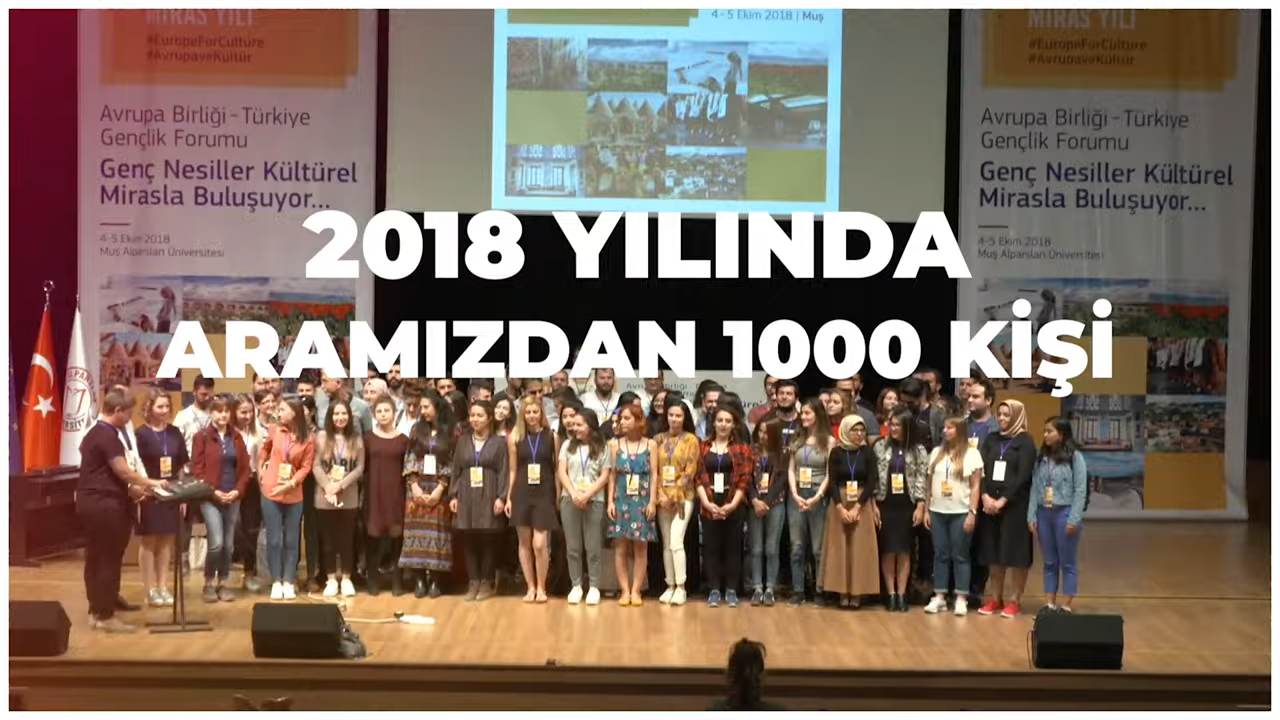 MİRAS YILI
#EuropeForCulture
#AvrupaveKültür
Avrupa Birliği - Türkiye
Gençlik Forumu
Genç Nesiller Kültürel
Mirasla Buluşuyor...
4-5 Ekim 2018
Muş Alparslan Üniversitesi
4-5 Ekim 2018 | Muş
MİRAS YILI
#EuropeForCulture
#AvrupaveKültür
Avrupa Birliği - Türkiye
Gençlik Forumu
Genç Nesiller Kültürel
Mirasla Buluşuyor...
4-5 Ekim 2018
Muş Alparslan Üniversitesi
2018 YILINDA
ARAMIZDAN 1000 KİŞİ